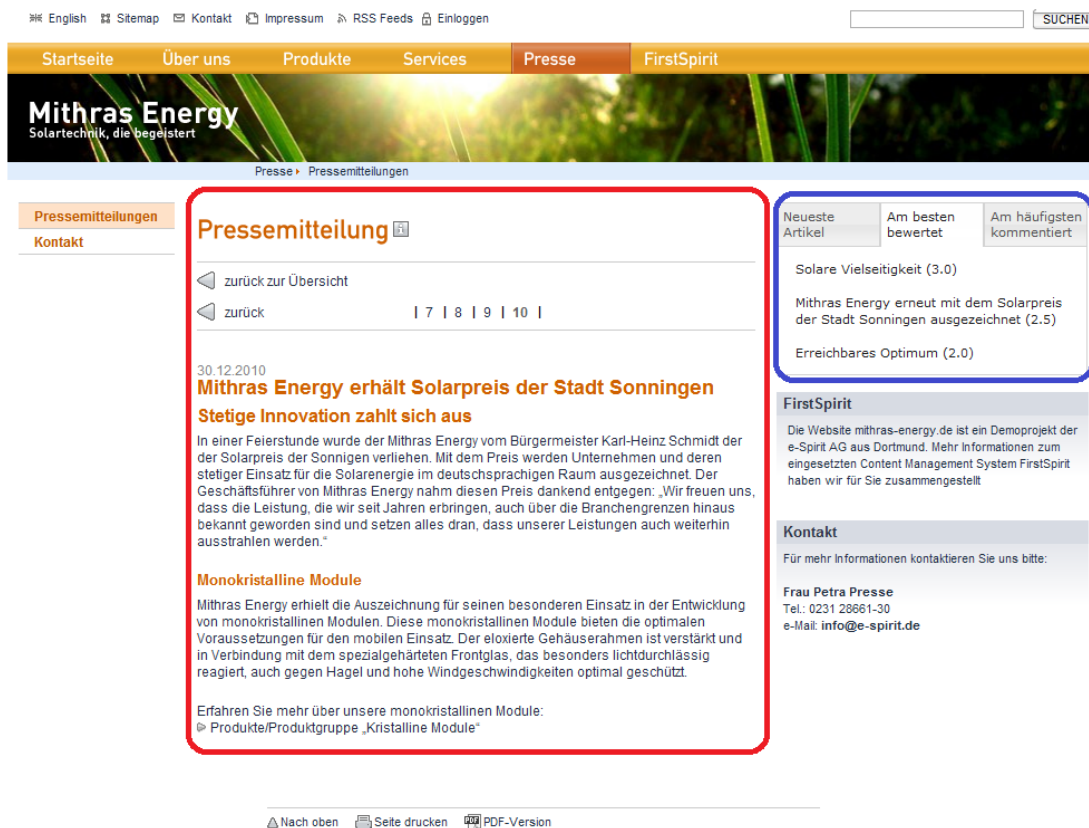 English Sitemap Kontakt Impressum RSS Feeds Einloggen SUCHEN
Startseite Über uns Produkte Services Presse FirstSpirit
Mithras Energy
Solartechnik, die begeistert
Presse Pressemitteilungen
Pressemitteilungen
Kontakt
Pressemitteilung
zurück zur Übersicht
zurück | 7 | 8 | 9 | 10 |
30.12.2010
Mithras Energy erhält Solarpreis der Stadt Sonningen
Stetige Innovation zahlt sich aus
In einer Feierstunde wurde der Mithras Energy vom Bürgermeister Karl-Heinz Schmidt der
der Solarpreis der Sonnigen verliehen. Mit dem Preis werden Unternehmen und deren
stetiger Einsatz für die Solarenergie im deutschsprachigen Raum ausgezeichnet. Der
Geschäftsführer von Mithras Energy nahm diesen Preis dankend entgegen: „Wir freuen uns,
dass die Leistung, die wir seit Jahren erbringen, auch über die Branchengrenzen hinaus
bekannt geworden sind und setzen alles dran, dass unserer Leistungen auch weiterhin
ausstrahlen werden.“
Monokristalline Module
Mithras Energy erhielt die Auszeichnung für seinen besonderen Einsatz in der Entwicklung
von monokristallinen Modulen. Diese monokristallinen Module bieten die optimalen
Voraussetzungen für den mobilen Einsatz. Der eloxierte Gehäuserahmen ist verstärkt und
in Verbindung mit dem spezialgehärteten Frontglas, das besonders lichtdurchlässig
reagiert, auch gegen Hagel und hohe Windgeschwindigkeiten optimal geschützt.
Erfahren Sie mehr über unsere monokristallinen Module:
Produkte/Produktgruppe „Kristalline Module“
Neueste
Artikel
Am besten
bewertet
Am häufigsten
kommentiert
Solare Vielseitigkeit (3.0)
Mithras Energy erneut mit dem Solarpreis
der Stadt Sonningen ausgezeichnet (2.5)
Erreichbares Optimum (2.0)
FirstSpirit
Die Website mithras-energy.de ist ein Demoprojekt der
e-Spirit AG aus Dortmund. Mehr Informationen zum
eingesetzten Content Management System FirstSpirit
haben wir für Sie zusammengestellt
Kontakt
Für mehr Informationen kontaktieren Sie uns bitte:
Frau Petra Presse
Tel.: 0231 28661-30
e-Mail: info@e-spirit.de
Nach oben Seite drucken PDF-Version